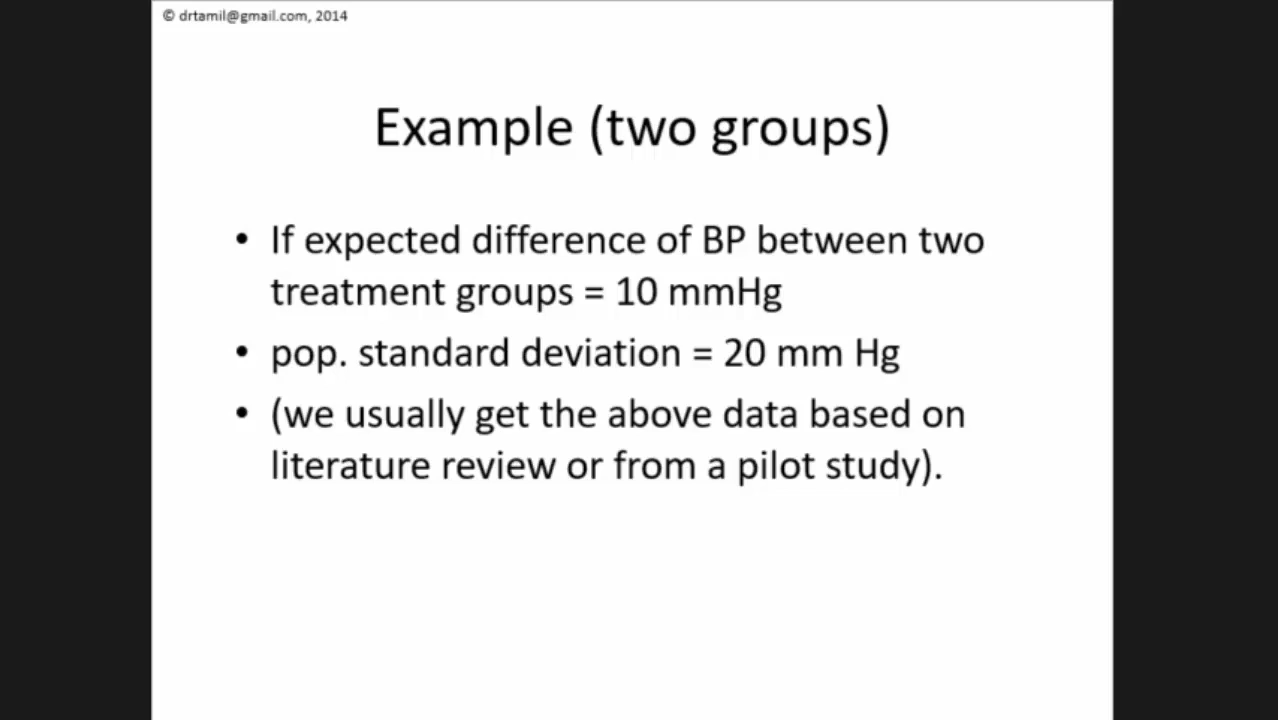 © drtamil@gmail.com, 2014
Example (two groups)
• If expected difference of BP between two
treatment groups = 10 mmHg
• pop. standard deviation = 20 mm Hg
• (we usually get the above data based on
literature review or from a pilot study).